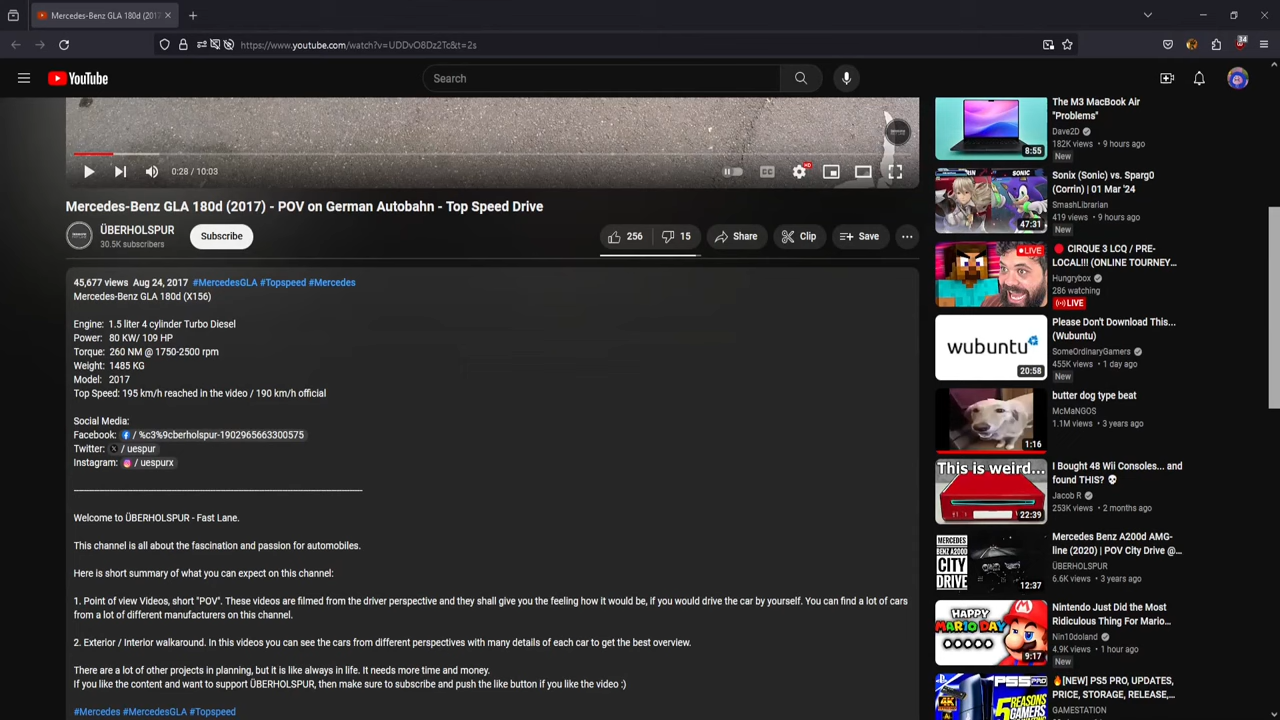 Mercedes-Benz GLA 180d (2017
https://www.youtube.com/watch?v=UDDvO8Dz2Tc&t=2s
34
YouTube
Search
0:28 / 10:03
HD
Mercedes-Benz GLA 180d (2017) - POV on German Autobahn - Top Speed Drive
ÜBERHOLSPUR
30.5K subscribers
Subscribe
256
15
Share
Clip
Save
45,677 views Aug 24, 2017 #MercedesGLA #Topspeed #Mercedes
Mercedes-Benz GLA 180d (X156)
Engine: 1.5 liter 4 cylinder Turbo Diesel
Power: 80 KW/ 109 HP
Torque: 260 NM @ 1750-2500 rpm
Weight: 1485 KG
Model: 2017
Top Speed: 195 km/h reached in the video / 190 km/h official
Social Media:
Facebook: / %c3%9cberholspur-1902965663300575
Twitter: / uespur
Instagram: / uespurx
Welcome to ÜBERHOLSPUR - Fast Lane.
This channel is all about the fascination and passion for automobiles.
Here is short summary of what you can expect on this channel:
1. Point of view Videos, short "POV". These videos are filmed from the driver perspective and they shall give you the feeling how it would be, if you would drive the car by yourself. You can find a lot of cars
from a lot of different manufacturers on this channel.
2. Exterior / Interior walkaround. In this videos you can see the cars from different perspectives with many details of each car to get the best overview.
There are a lot of other projects in planning, but it is like always in life. It needs more time and money.
If you like the content and want to support ÜBERHOLSPUR, then make sure to subscribe and push the like button if you like the video :)
#Mercedes #MercedesGLA #Topspeed
8:55
The M3 MacBook Air
"Problems"
Dave2D
182K views • 9 hours ago
New
SONIC
47:31
Sonix (Sonic) vs. Sparg0
(Corrin) | 01 Mar '24
SmashLibrarian
419 views • 9 hours ago
New
LIVE
CIRQUE 3 LCQ / PRE-
LOCAL!!! (ONLINE TOURNEY...
Hungrybox
286 watching
LIVE
wubuntu
20:58
Please Don't Download This...
(Wubuntu)
SomeOrdinaryGamers
455K views • 1 day ago
New
1:16
butter dog type beat
McMaNGOS
1.1M views • 3 years ago
This is weird...
22:39
I Bought 48 Wii Consoles... and
found THIS?
Jacob R
253K views • 2 months ago
MERCEDES
BENZ A200D
CITY
DRIVE
12:37
Mercedes Benz A200d AMG-
line (2020) | POV City Drive @...
ÜBERHOLSPUR
6.6K views • 3 years ago
HAPPY
MARIO DAY
9:17
Nintendo Just Did the Most
Ridiculous Thing For Mario...
Nin10doland
4.9K views • 1 hour ago
New
PS5 PRO
5 REASONS
GAMERS
4K
[NEW] PS5 PRO, UPDATES,
PRICE, STORAGE, RELEASE,...
GAMESTATION